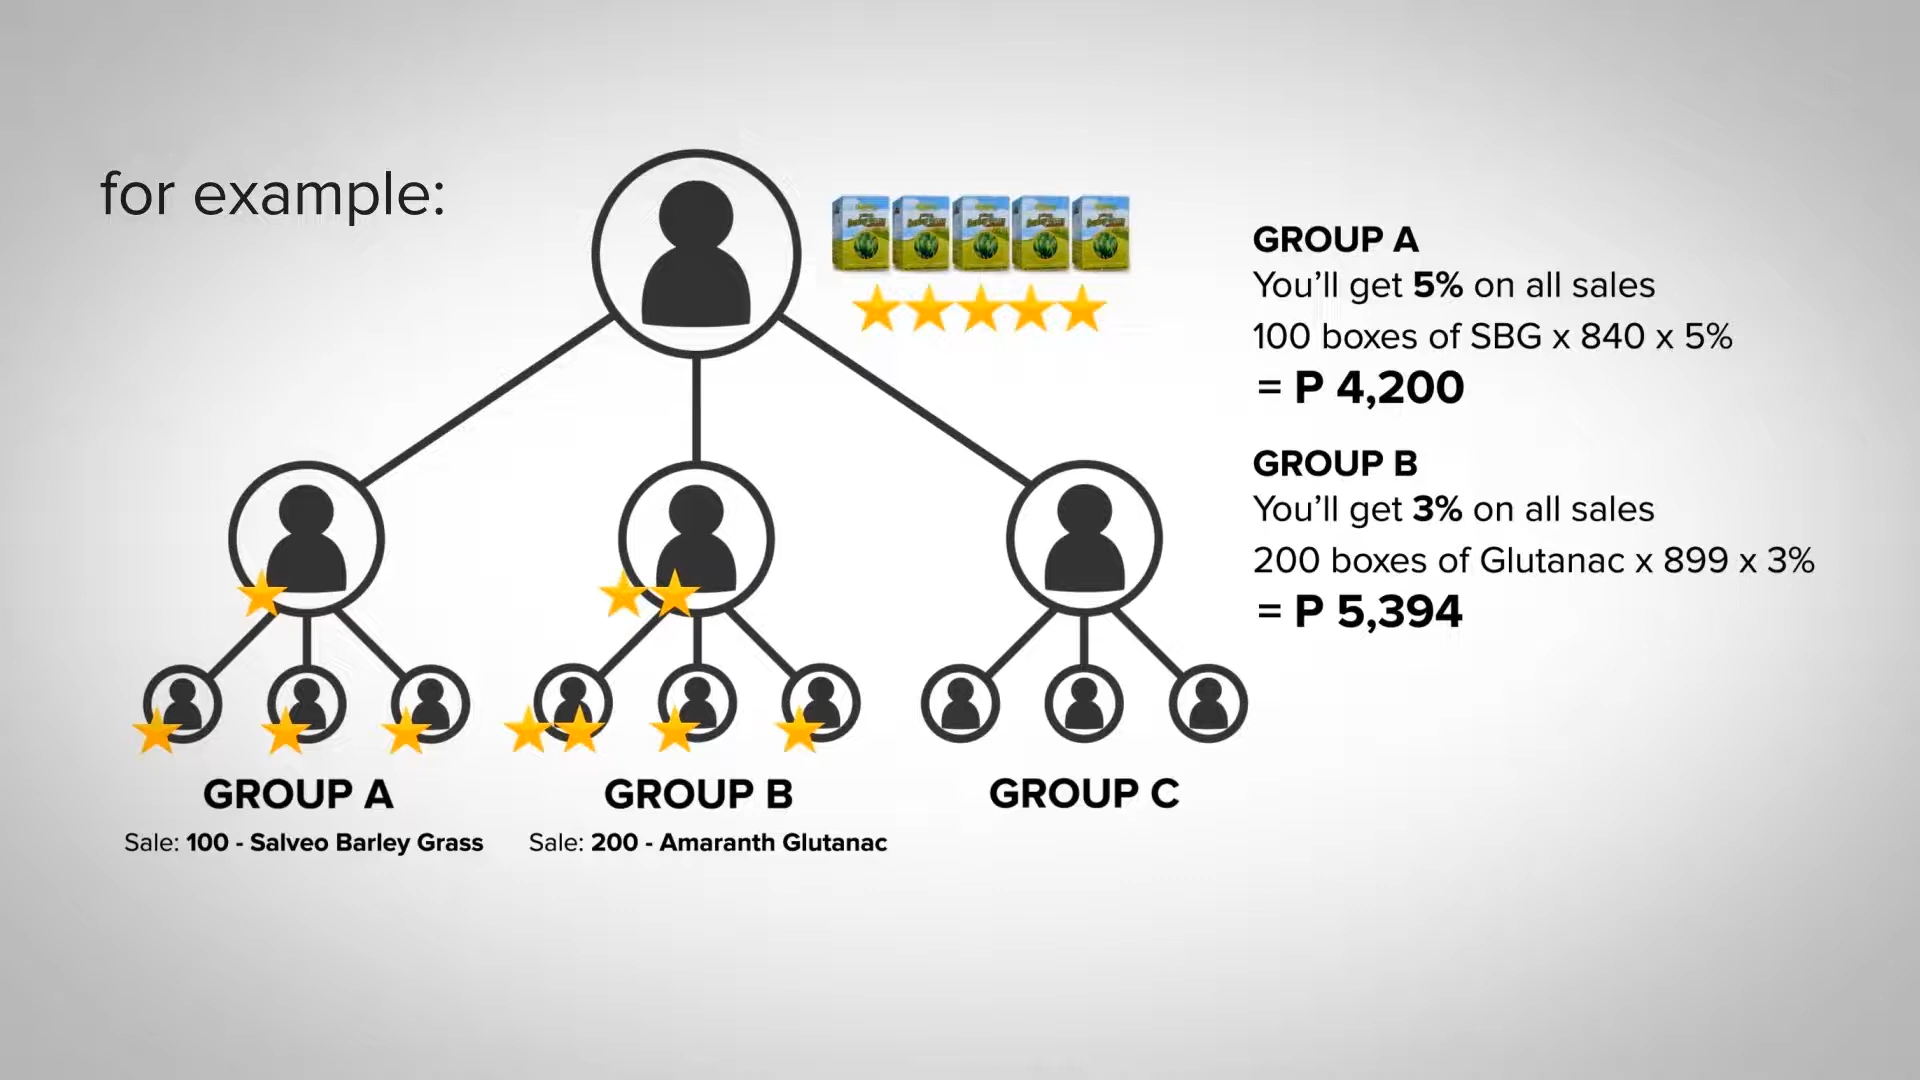 for example:
GROUP A
You'll get 5% on all sales
100 boxes of SBG x 840 x 5%
= P 4,200
GROUP B
You'll get 3% on all sales
200 boxes of Glutanac x 899 x 3%
= P 5,394
GROUP A
Sale: 100 - Salveo Barley Grass
GROUP B
Sale: 200 - Amaranth Glutanac
GROUP C